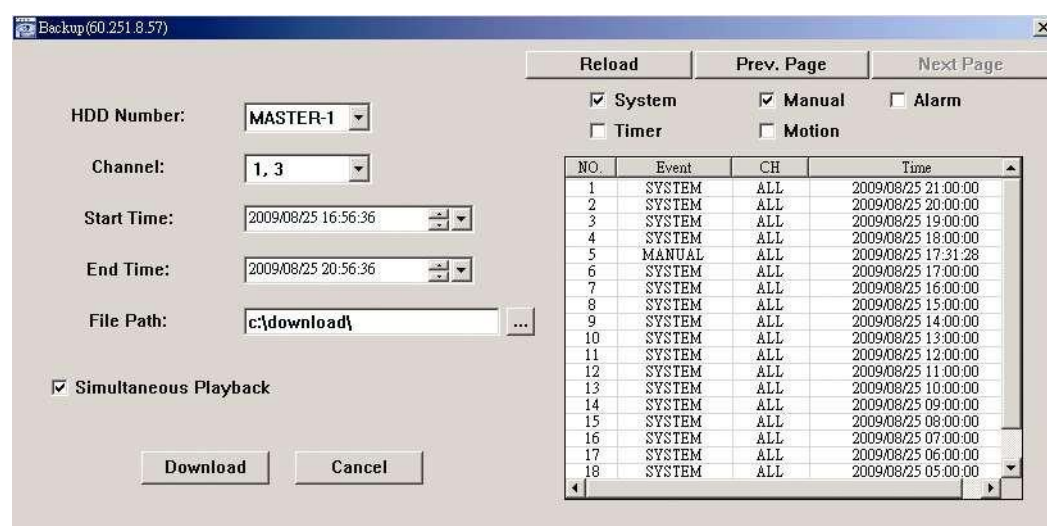 Backup(60.251.8.57)
Reload Prev. Page Next Page
System Manual Alarm
Timer Motion
HDD Number: MASTER-1
Channel: 1, 3
Start Time: 2009/08/25 16:56:36
End Time: 2009/08/25 20:56:36
File Path: c:\download\ ...
Simultaneous Playback
Download Cancel
NO. Event CH Time
1 SYSTEM ALL 2009/08/25 21:00:00
2 SYSTEM ALL 2009/08/25 20:00:00
3 SYSTEM ALL 2009/08/25 19:00:00
4 SYSTEM ALL 2009/08/25 18:00:00
5 MANUAL ALL 2009/08/25 17:31:28
6 SYSTEM ALL 2009/08/25 17:00:00
7 SYSTEM ALL 2009/08/25 16:00:00
8 SYSTEM ALL 2009/08/25 15:00:00
9 SYSTEM ALL 2009/08/25 14:00:00
10 SYSTEM ALL 2009/08/25 13:00:00
11 SYSTEM ALL 2009/08/25 12:00:00
12 SYSTEM ALL 2009/08/25 11:00:00
13 SYSTEM ALL 2009/08/25 10:00:00
14 SYSTEM ALL 2009/08/25 09:00:00
15 SYSTEM ALL 2009/08/25 08:00:00
16 SYSTEM ALL 2009/08/25 07:00:00
17 SYSTEM ALL 2009/08/25 06:00:00
18 SYSTEM ALL 2009/08/25 05:00:00